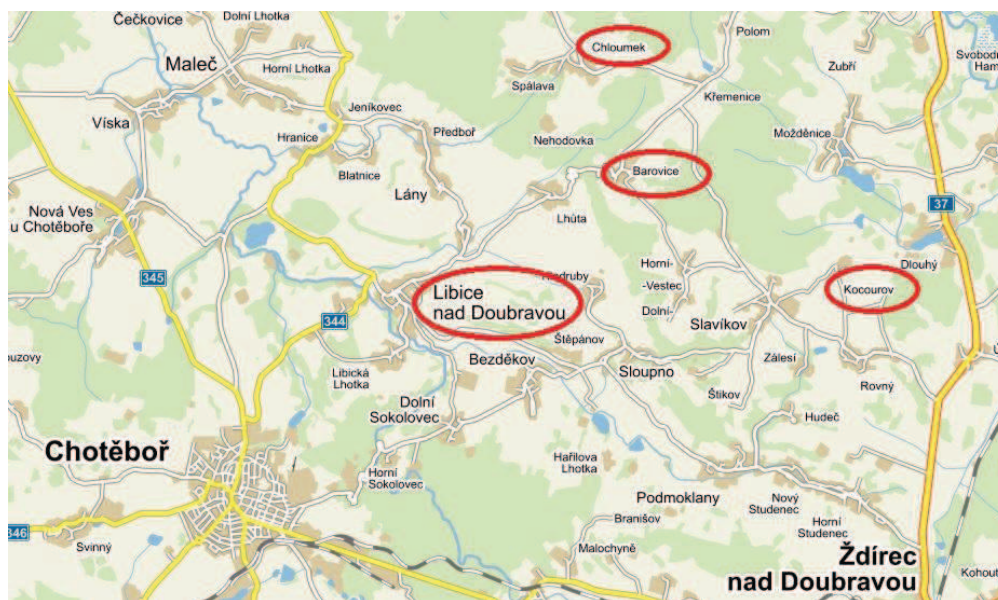 Čečkovice
Dolní Lhotka
Polom
Chloumek
Maleč
Horní Lhotka
Spálava
Zubří
Svobodn
Ham
Křemenice
Jeníkovec
Víska
Hranice
Předboř
Nehodovka
Možděnice
Blatnice
Barovice
Lány
37
Nová Ves
u Chotěboře
Lhůta
Horní-
-Vestec
Dolní-
Dlouhý
345
Kocourov
Libice
nad Doubravou
344
Slavíkov
Štěpánov
Bezděkov
Zálesí
ouzovy
Libická
Lhotka
Sloupno
Rovný
Štikov
Dolní
Sokolovec
Hudeč
Chotěboř
Hařilova
Lhotka
Horní
Sokolovec
Podmoklany
Nový
Studenec
Branišov
Horní
Studenec
346
Svinný
Malochyně
Ždírec
nad Doubravou
Kohout